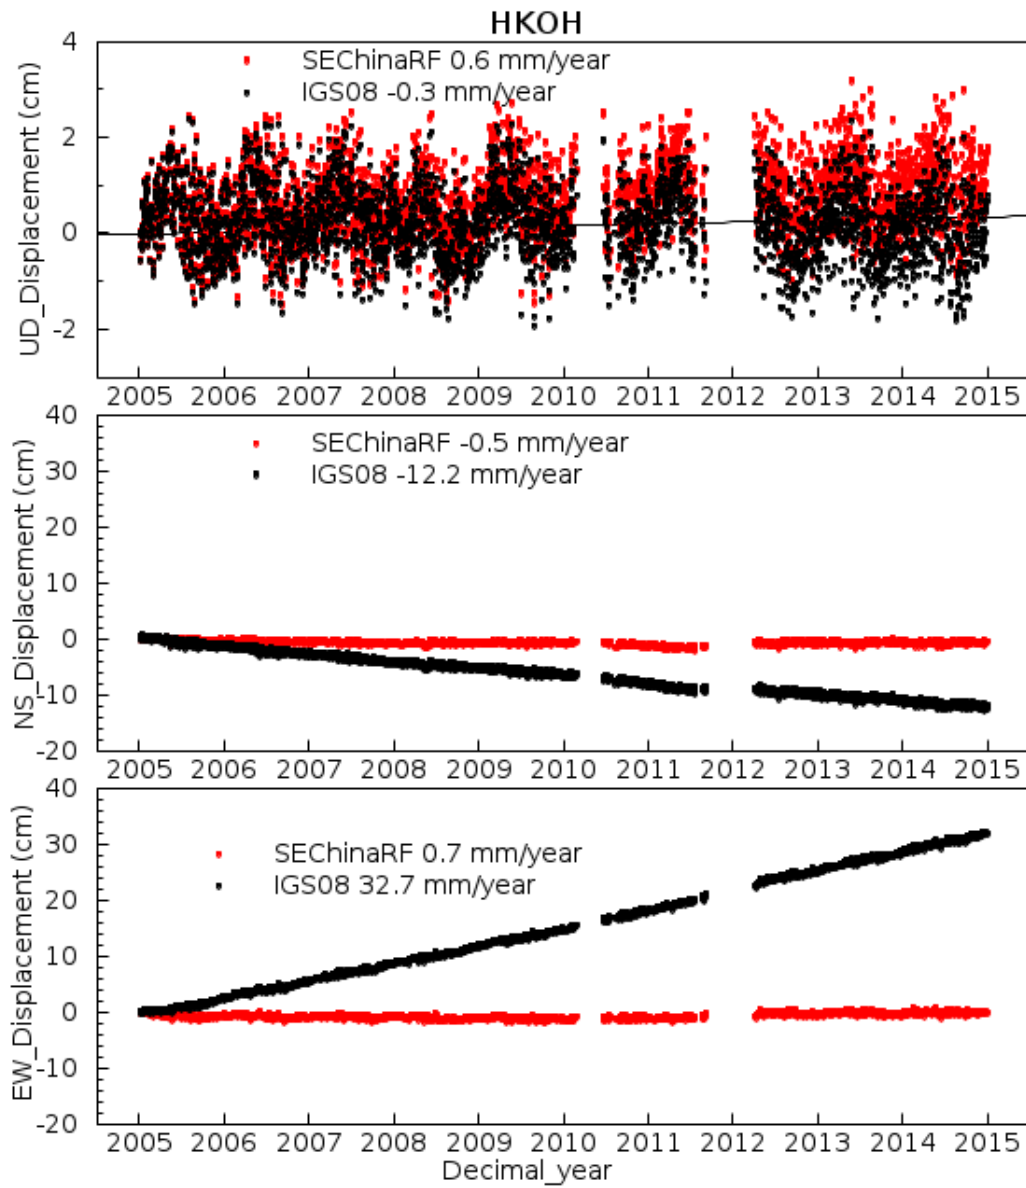 HKOH
UD_Displacement (cm)
4
2
0
-2
SEChinaRF 0.6 mm/year
IGS08 -0.3 mm/year
2005 2006 2007 2008 2009 2010 2011 2012 2013 2014 2015
NS_Displacement (cm)
40
30
20
10
0
-10
-20
SEChinaRF -0.5 mm/year
IGS08 -12.2 mm/year
2005 2006 2007 2008 2009 2010 2011 2012 2013 2014 2015
EW_Displacement (cm)
40
30
20
10
0
-10
-20
SEChinaRF 0.7 mm/year
IGS08 32.7 mm/year
2005 2006 2007 2008 2009 2010 2011 2012 2013 2014 2015
Decimal_year